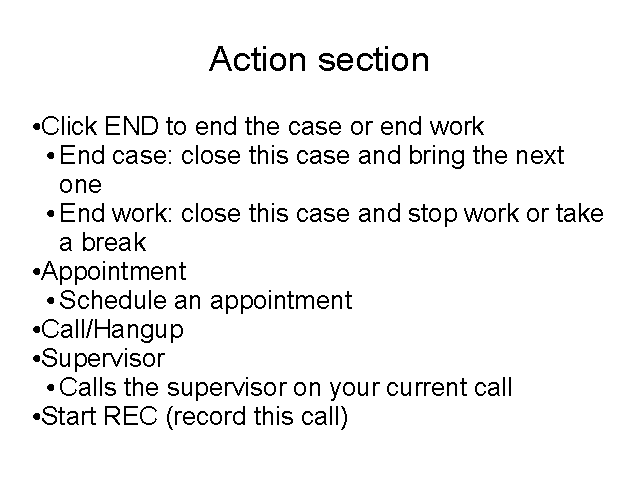 Action section
•Click END to end the case or end work
•End case: close this case and bring the next
one
•End work: close this case and stop work or take
a break
•Appointment
•Schedule an appointment
•Call/Hangup
•Supervisor
•Calls the supervisor on your current call
•Start REC (record this call)